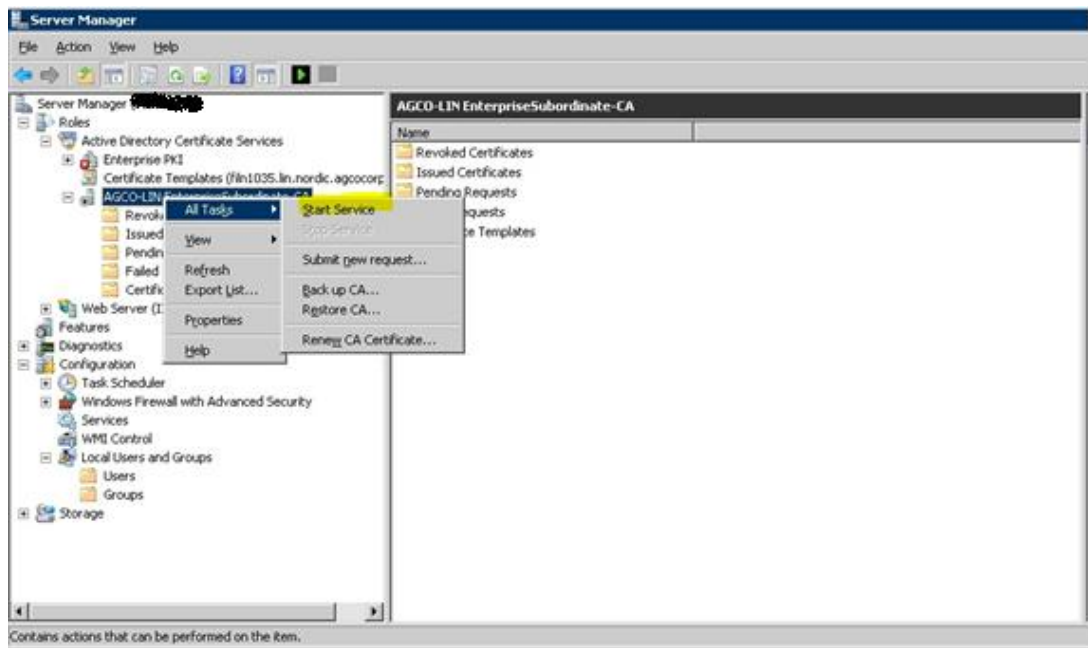 Server Manager
File Action View Help
Server Manager
Roles
Active Directory Certificate Services
Enterprise PKI
Certificate Templates (filn1035.lin.nordic.agcocorp
AGCO-LIN EnterpriseSubordinate-CA
Revok
Issued
Pendin
Failed
Certifi
Web Server (I
Features
Diagnostics
Configuration
Task Scheduler
Windows Firewall with Advanced Security
Services
WMI Control
Local Users and Groups
Users
Groups
Storage
All Tasks
View
Refresh
Export List...
Properties
Help
Start Service
Stop Service
Submit new request...
Back up CA...
Restore CA...
Renew CA Certificate...
AGCO-LIN EnterpriseSubordinate-CA
Name
Revoked Certificates
Issued Certificates
Pending Requests
quests
te Templates
Contains actions that can be performed on the item.